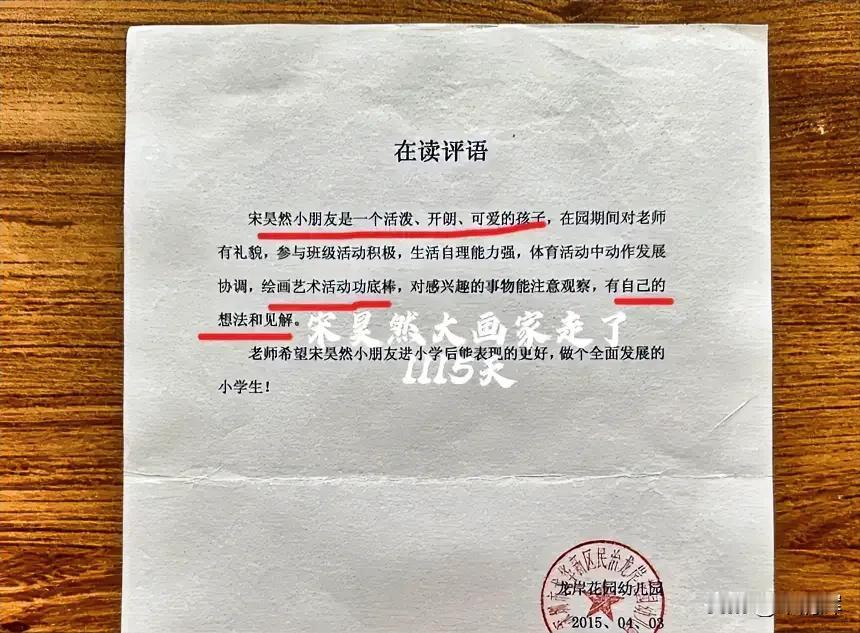 在读评语
宋昊然小朋友是一个活泼、开朗、可爱的孩子，在园期间对老师
有礼貌，参与班级活动积极，生活自理能力强，体育活动中动作发展
协调，绘画艺术活动功底棒，对感兴趣的事物能注意观察，有自己的
想法和见解。
宋昊然大画家走了
1115天
老师希望宋昊然小朋友进小学后能表现的更好，做个全面发展的
小学生！
龙岸花园幼儿园
2015、04、03